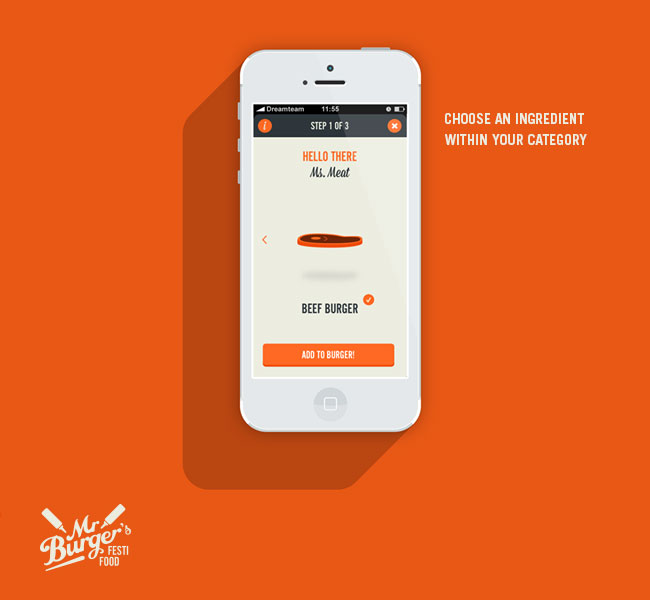 Dreamteam 11:55
i STEP 1 OF 3
HELLO THERE
Ms. Meat
BEEF BURGER
ADD TO BURGER!
CHOOSE AN INGREDIENT
WITHIN YOUR CATEGORY
Mr
Burger's
FESTI
FOOD